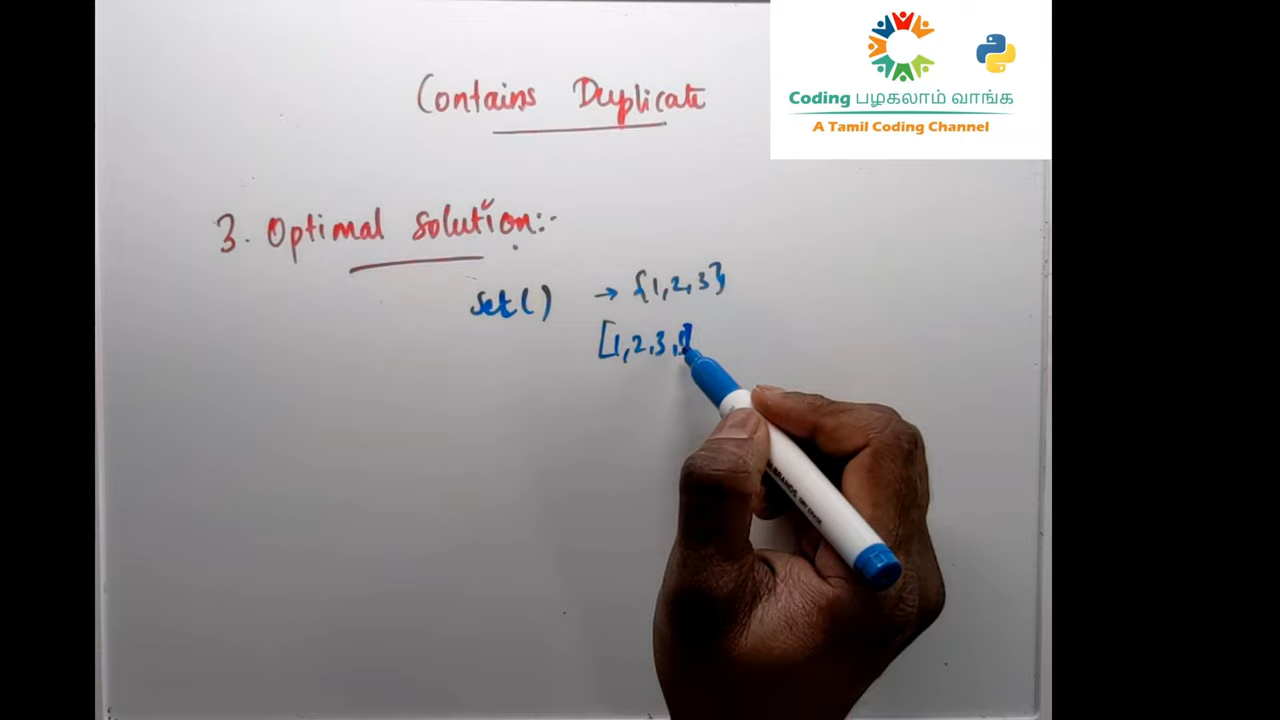 Coding பழகலாம் வாங்க
A Tamil Coding Channel
Contains Duplicate
3. Optimal Solution:-
set() → {1,2,3}
[1,2,3,